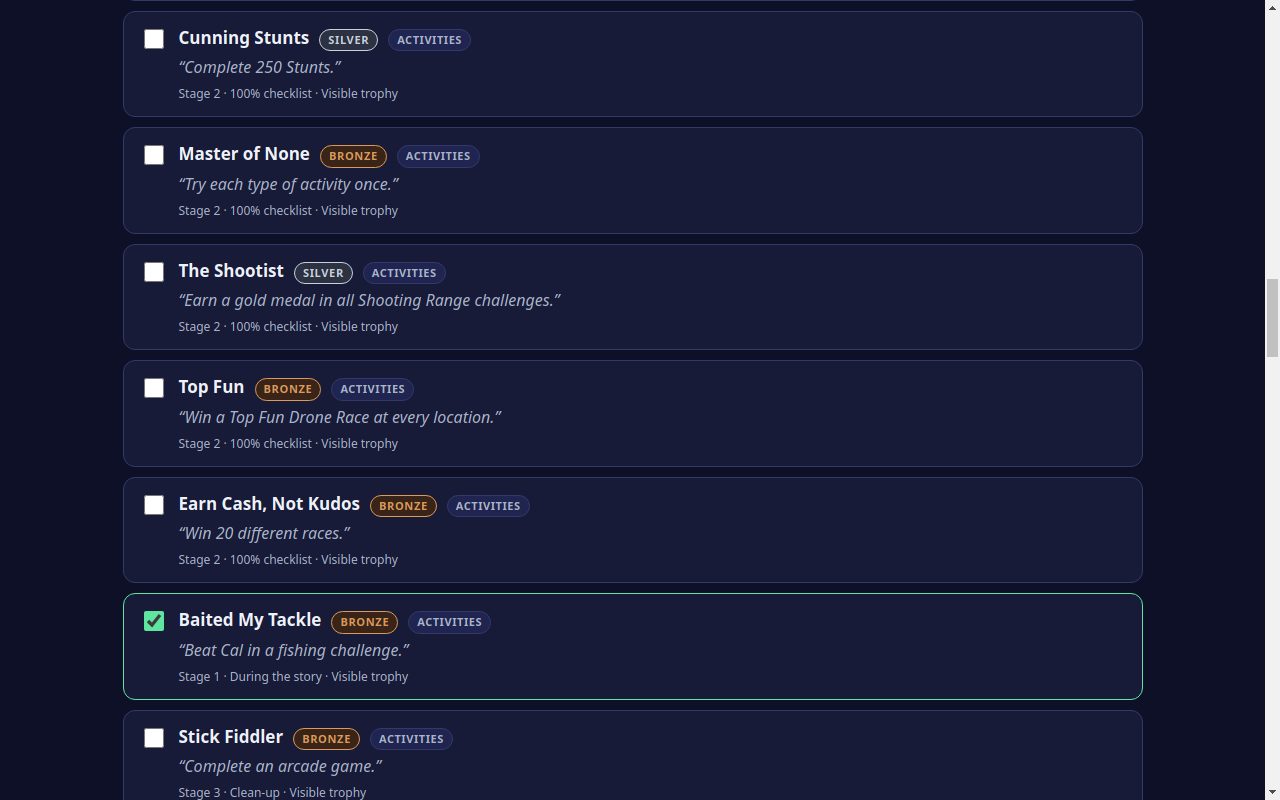 Cunning Stunts SILVER ACTIVITIES
“Complete 250 Stunts.”
Stage 2 · 100% checklist · Visible trophy
Master of None BRONZE ACTIVITIES
“Try each type of activity once.”
Stage 2 · 100% checklist · Visible trophy
The Shootist SILVER ACTIVITIES
“Earn a gold medal in all Shooting Range challenges.”
Stage 2 · 100% checklist · Visible trophy
Top Fun BRONZE ACTIVITIES
“Win a Top Fun Drone Race at every location.”
Stage 2 · 100% checklist · Visible trophy
Earn Cash, Not Kudos BRONZE ACTIVITIES
“Win 20 different races.”
Stage 2 · 100% checklist · Visible trophy
Baited My Tackle BRONZE ACTIVITIES
“Beat Cal in a fishing challenge.”
Stage 1 · During the story · Visible trophy
Stick Fiddler BRONZE ACTIVITIES
“Complete an arcade game.”
Stage 3 · Clean-up · Visible trophy